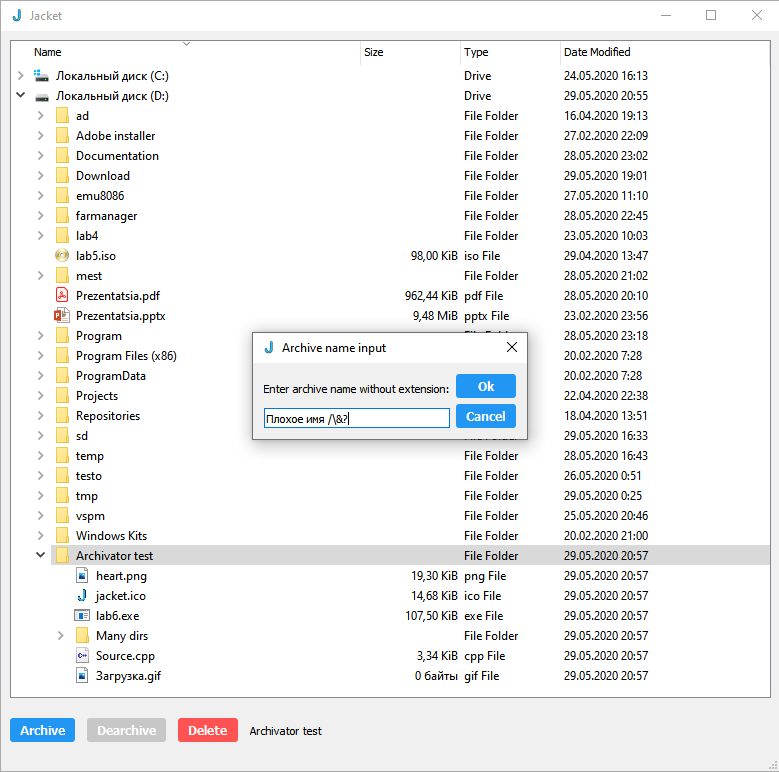 Jacket
Name Size Type Date Modified
Локальный диск (C:) Drive 24.05.2020 16:13
Локальный диск (D:) Drive 29.05.2020 20:55
ad File Folder 16.04.2020 19:13
Adobe installer File Folder 27.02.2020 22:09
Documentation File Folder 28.05.2020 23:02
Download File Folder 29.05.2020 19:01
emu8086 File Folder 27.05.2020 11:10
farmanager File Folder 28.05.2020 22:45
lab4 File Folder 23.05.2020 10:03
lab5.iso 98,00 KiB iso File 29.04.2020 13:47
mest File Folder 28.05.2020 21:02
Prezentatsia.pdf 962,44 KiB pdf File 28.05.2020 20:10
Prezentatsia.pptx 9,48 MiB pptx File 23.02.2020 23:56
Program 28.05.2020 23:18
Program Files (x86) 20.02.2020 7:28
ProgramData 20.02.2020 7:28
Projects 22.04.2020 22:38
Repositories 18.04.2020 13:51
sd 29.05.2020 16:33
temp File Folder 28.05.2020 16:43
testo File Folder 26.05.2020 0:51
tmp File Folder 29.05.2020 0:25
vspm File Folder 25.05.2020 20:46
Windows Kits File Folder 20.02.2020 21:00
Archivator test File Folder 29.05.2020 20:57
heart.png 19,30 KiB png File 29.05.2020 20:57
jacket.ico 14,68 KiB ico File 29.05.2020 20:57
lab6.exe 107,50 KiB exe File 29.05.2020 20:57
Many dirs File Folder 29.05.2020 20:57
Source.cpp 3,34 KiB cpp File 29.05.2020 20:57
Загрузка.gif 0 байты gif File 29.05.2020 20:57
Archive name input
Enter archive name without extension: Ok
Плохое имя /\&? Cancel
Archive Dearchive Delete Archivator test